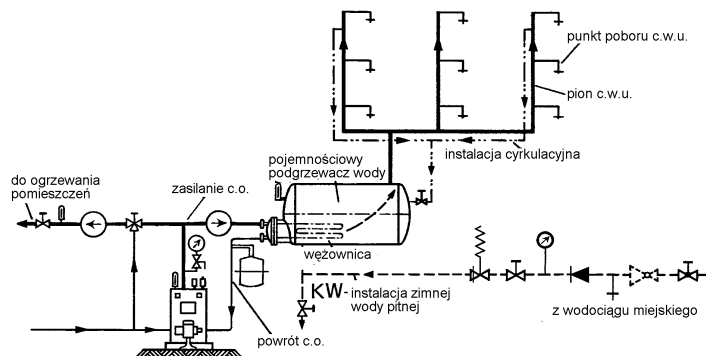 punkt poboru c.w.u.
pion c.w.u.
instalacja cyrkulacyjna
pojemnościowy
podgrzewacz wody
do ogrzewania
pomieszczeń
zasilanie c.o.
wężownica
KW - instalacja zimnej
wody pitnej
z wodociągu miejskiego
powrót c.o.